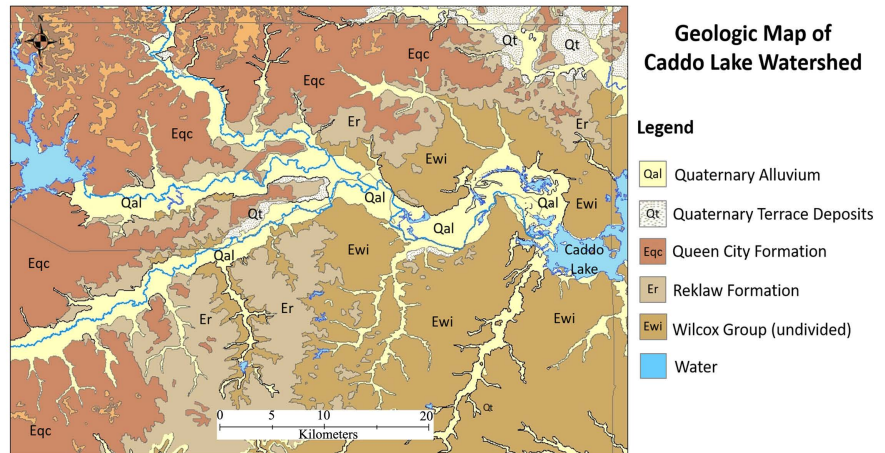 Geologic Map of
Caddo Lake Watershed
Legend
Qal Quaternary Alluvium
Qt Quaternary Terrace Deposits
Eqc Queen City Formation
Er Reklaw Formation
Ewi Wilcox Group (undivided)
Water
N
Qt Qt
Eqc Eqc
Er Er
Eqc
Ewi
Qal Qal Qal Ewi
Qt
Qal
Ewi
Caddo
Lake
Eqc
Qal
Er Er
Ewi Ewi
Qt
Eqc
0 5 10 20
Kilometers